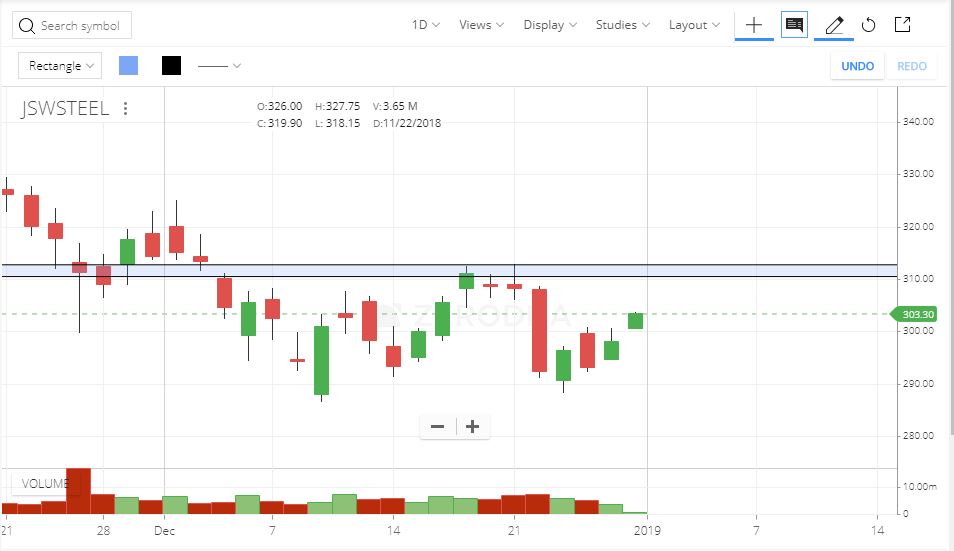 Search symbol 1D Views Display Studies Layout
Rectangle UNDO REDO
JSWSTEEL O:326.00 H:327.75 V:3.65 M
C: 319.90 L: 318.15 D:11/22/2018
340.00
330.00
320.00
310.00
303.30
ZERODHA
300.00
290.00
280.00
VOLUME
10.00m
0
21 28 Dec 7 14 21 2019 7 14